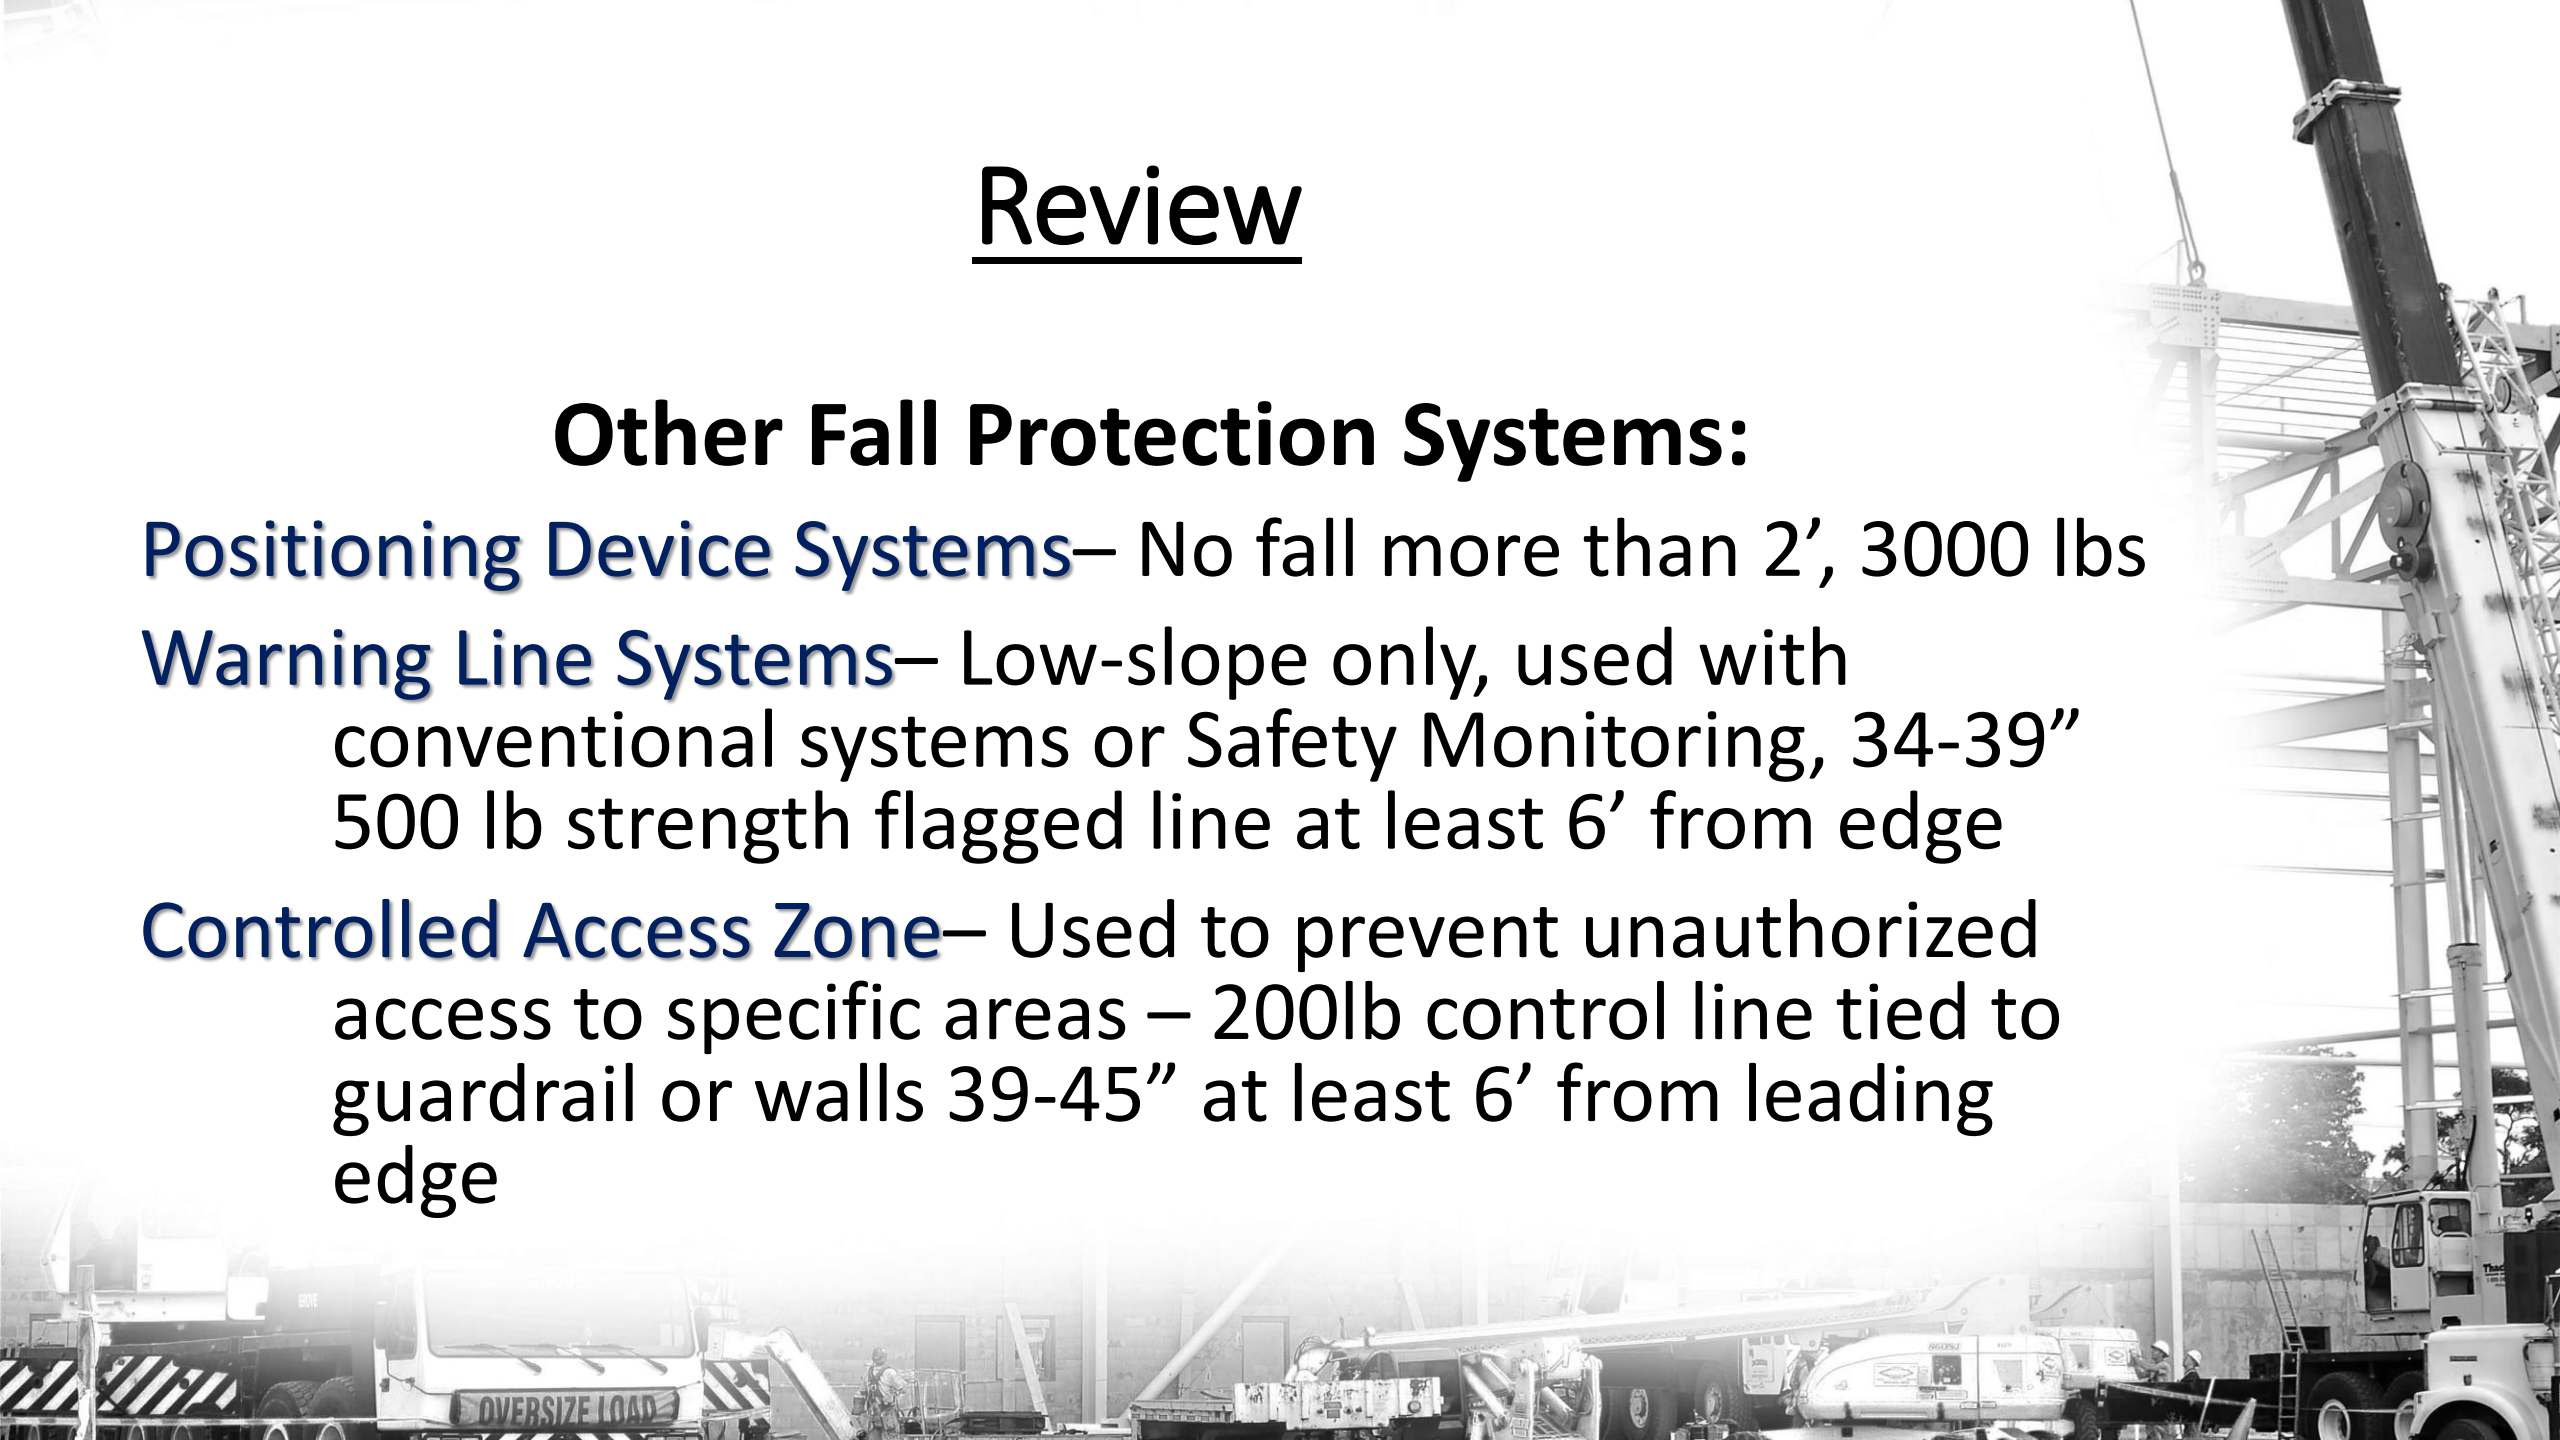 Review
Other Fall Protection Systems:
Positioning Device Systems– No fall more than 2’, 3000 lbs
Warning Line Systems– Low-slope only, used with
conventional systems or Safety Monitoring, 34-39”
500 lb strength flagged line at least 6’ from edge
Controlled Access Zone– Used to prevent unauthorized
access to specific areas – 200lb control line tied to
guardrail or walls 39-45” at least 6’ from leading
edge
GROVE
OVERSIZE LOAD